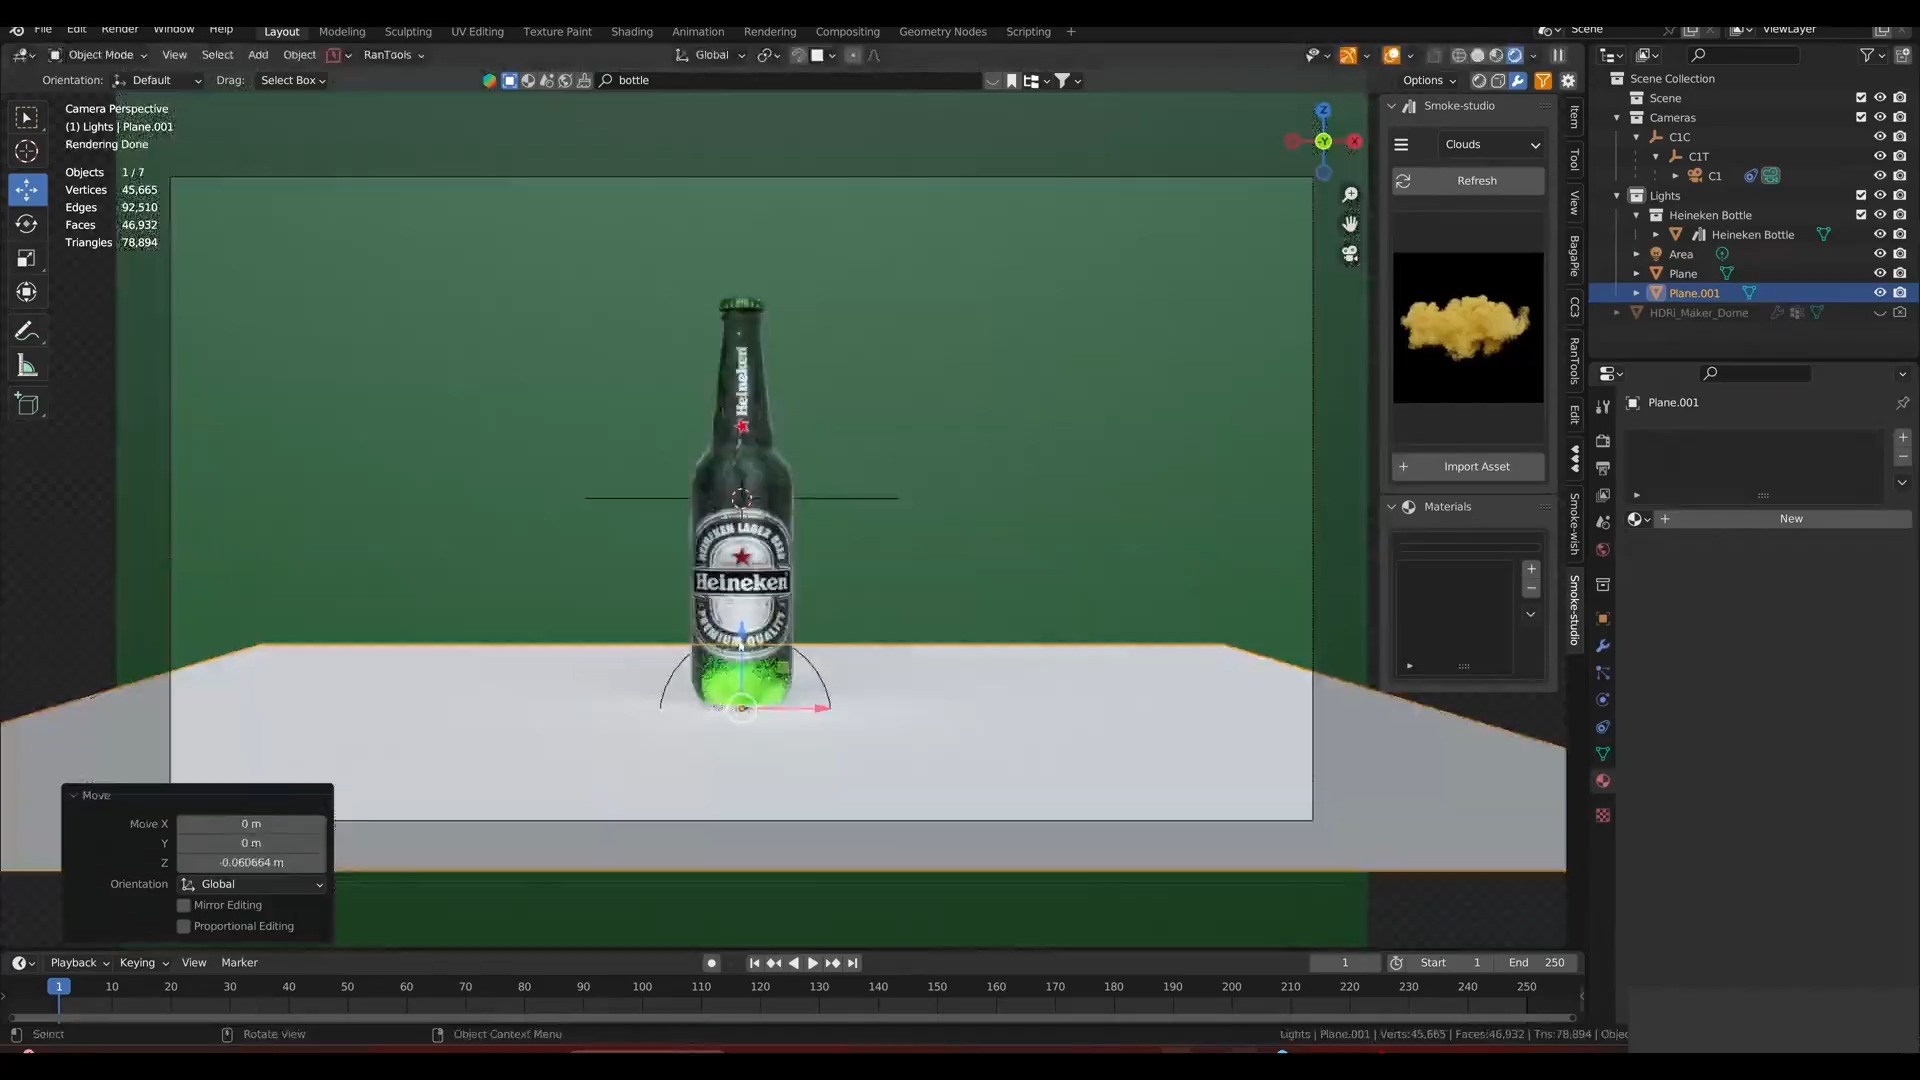 File Edit Render Window Help Layout Modeling Sculpting UV Editing Texture Paint Shading Animation Rendering Compositing Geometry Nodes Scripting + Scene ViewLayer
Object Mode View Select Add Object RanTools Global
Orientation: Default Drag: Select Box bottle Options
Camera Perspective
(1) Lights | Plane.001
Rendering Done
Objects 1 / 7
Vertices 45,665
Edges 92,510
Faces 46,932
Triangles 78,894
Z
X
-Y
Heineken
HEINEKEN LAGER BEER
Heineken
PREMIUM QUALITY
Smoke-studio
Clouds
Refresh
Import Asset
Materials
Item
Tool
View
BagaPie
CC3
RanTools
Edit
Smoke-wish
Smoke-studio
Scene Collection
Scene
Cameras
C1C
C1T
C1
Lights
Heineken Bottle
Heineken Bottle
Area
Plane
Plane.001
HDRi_Maker_Dome
Plane.001
New
Move
Move X 0 m
Y 0 m
Z -0.060664 m
Orientation Global
Mirror Editing
Proportional Editing
Playback Keying View Marker 1 Start 1 End 250
1 10 20 30 40 50 60 70 80 90 100 110 120 130 140 150 160 170 180 190 200 210 220 230 240 250
Select Rotate View Object Context Menu Lights | Plane.001 | Verts:45,665 | Faces:46,932 | Tris:78,894 | Objec